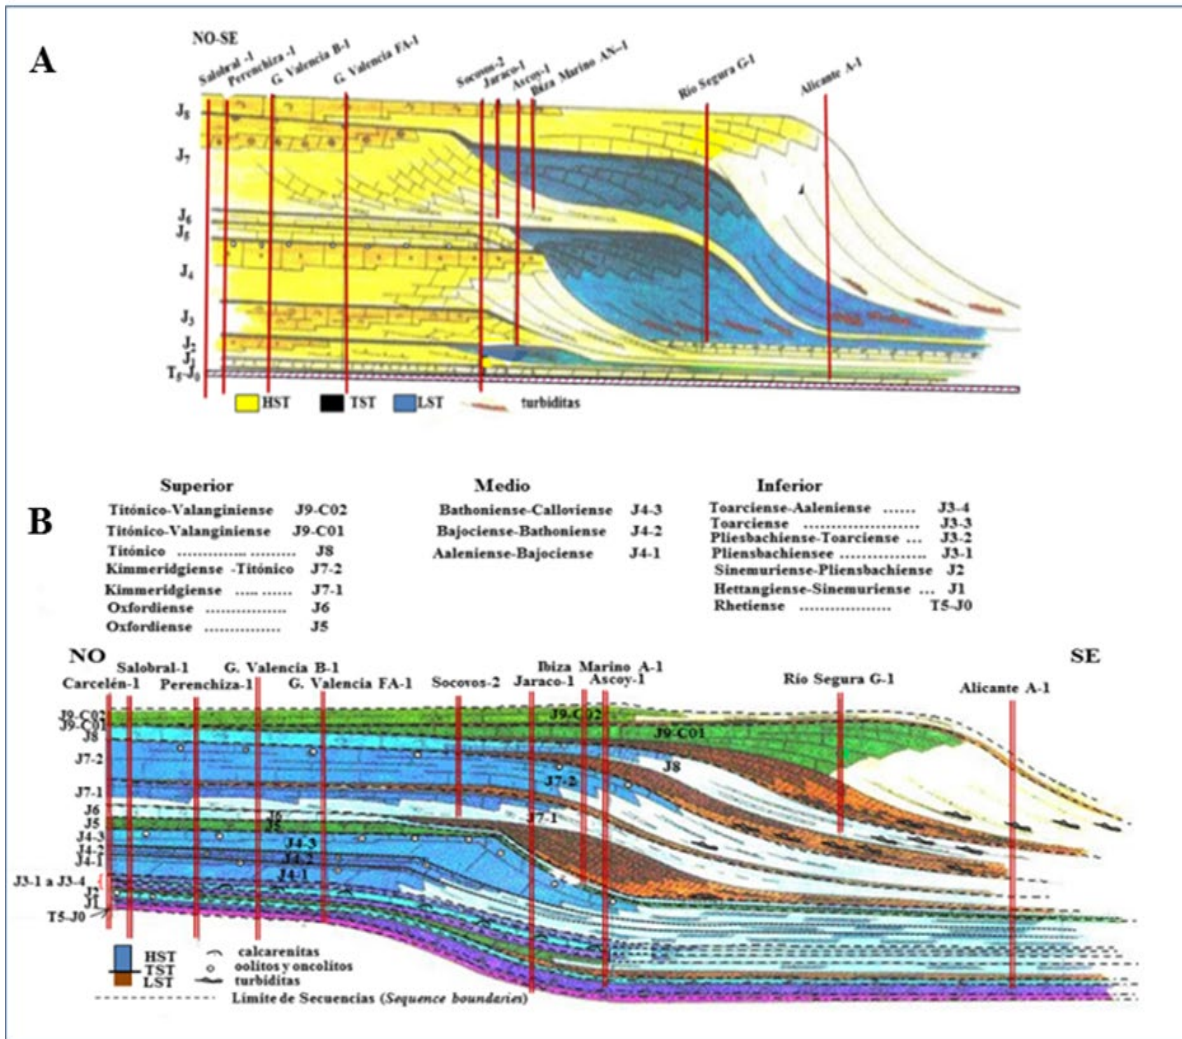 A
NO-SE
Salobral -1
Perenchiza -1
G. Valencia B-1
G. Valencia FA-1
Socovos-2
Jaraco-1
Ascoy-1
Ibiza Marino AN--1
Río Segura G-1
Alicante A-1
J8
J7
J6
J5
J4
J3
J2
J1
T5-J0
HST TST LST turbiditas
Superior Medio Inferior
B
Titónico-Valanginiense J9-C02
Titónico-Valanginiense J9-C01
Titónico .............. ......... J8
Kimmeridgiense -Titónico J7-2
Kimmeridgiense ..... ...... J7-1
Oxfordiense ................ J6
Oxfordiense ............... J5
Bathoniense-Calloviense J4-3
Bajociense-Bathoniense J4-2
Aaleniense-Bajociense J4-1
Toarciense-Aaleniense ...... J3-4
Toarciense ...................... J3-3
Pliesbachiense-Toarciense ... J3-2
Pliensbachiensee ................ J3-1
Sinemuriense-Pliensbachiense J2
Hettangiense-Sinemuriense ... J1
Rhetiense ................... T5-J0
NO SE
Carcelén-1
Salobral-1
Perenchiza-1
G. Valencia B-1
G. Valencia FA-1
Socovos-2
Jaraco-1
Ibiza Marino A-1
Ascoy-1
Río Segura G-1
Alicante A-1
J9-C02
J9-C01
J8
J7-2
J7-1
J6
J5
J4-3
J4-2
J4-1
J3-1 a J3-4
J2
J1
T5-J0
J9-C02
J9-C01
J8
J7-2
J7-1
J6
J5
J4-3
J4-2
J4-1
HST
TST
LST
calcarenitas
oolitos y oncolitos
turbiditas
Límite de Secuencias (Sequence boundaries)